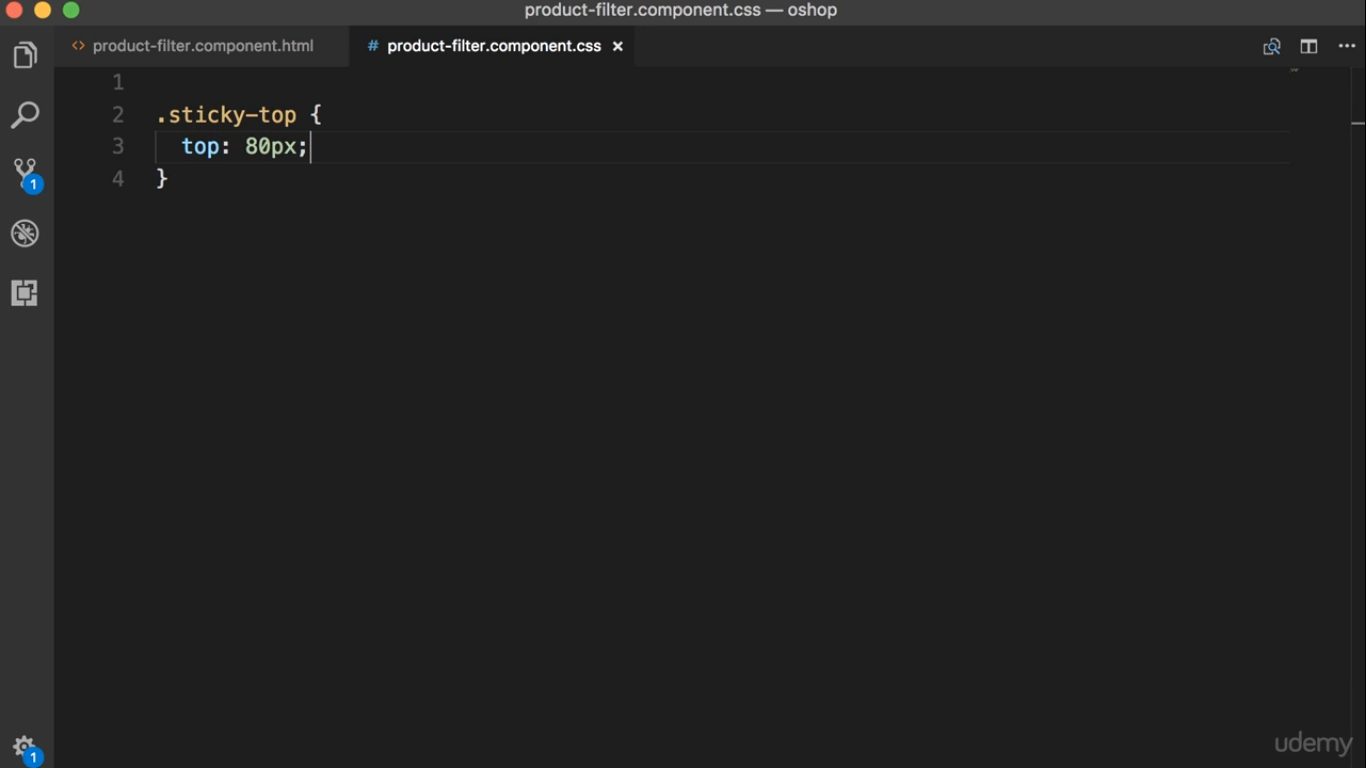 product-filter.component.css — oshop
<> product-filter.component.html
# product-filter.component.css ×
1
2 .sticky-top {
3 top: 80px;
4 }
1
1
udemy